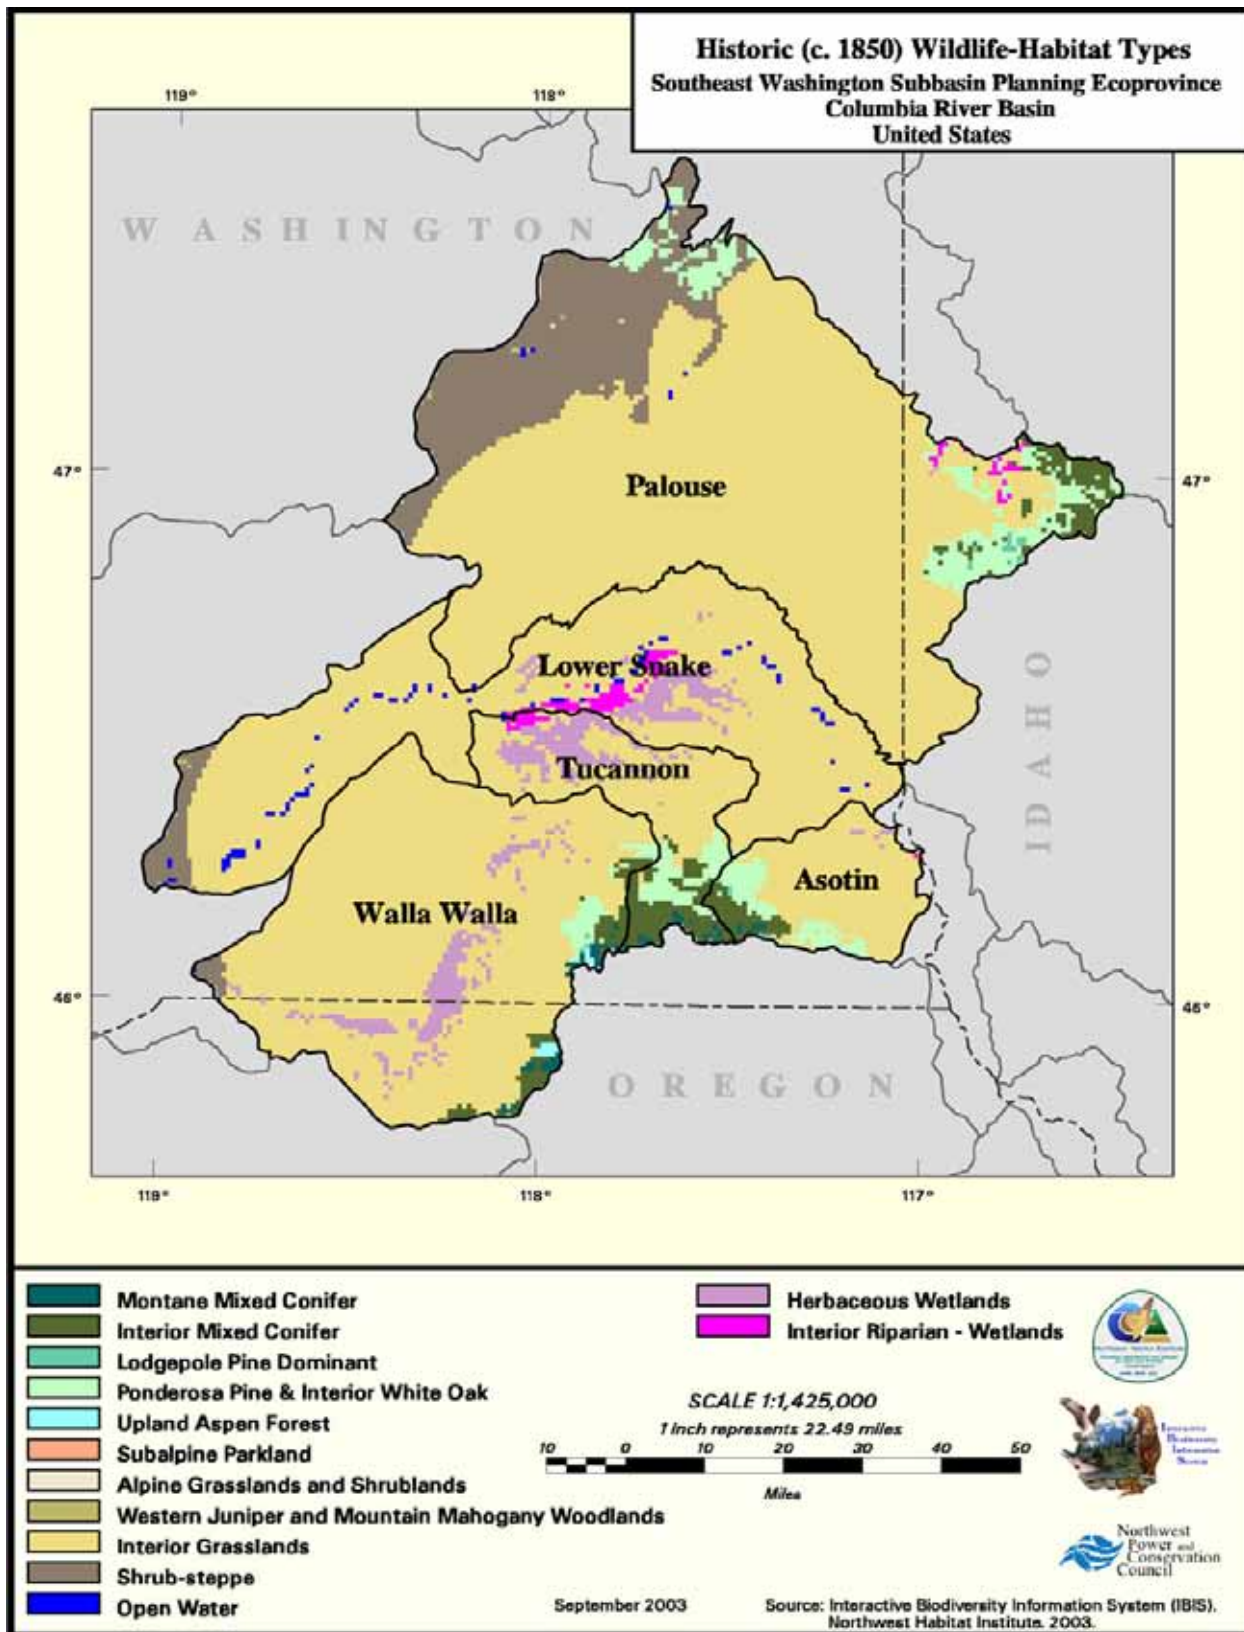 Historic (c. 1850) Wildlife-Habitat Types
Southeast Washington Subbasin Planning Ecoprovince
Columbia River Basin
United States
119°
118°
WASHINGTON
47°
Palouse
47°
Lower Snake
IDAHO
Tucannon
Asotin
Walla Walla
46°
46°
OREGON
119°
118°
117°
Montane Mixed Conifer
Interior Mixed Conifer
Lodgepole Pine Dominant
Ponderosa Pine & Interior White Oak
Upland Aspen Forest
Subalpine Parkland
Alpine Grasslands and Shrublands
Western Juniper and Mountain Mahogany Woodlands
Interior Grasslands
Shrub-steppe
Open Water
Herbaceous Wetlands
Interior Riparian - Wetlands
SCALE 1:1,425,000
1 inch represents 22.49 miles
10 0 10 20 30 40 50
Miles
Interactive
Biodiversity
Information
System
Northwest
Power and
Conservation
Council
September 2003
Source: Interactive Biodiversity Information System (IBIS).
Northwest Habitat Institute. 2003.